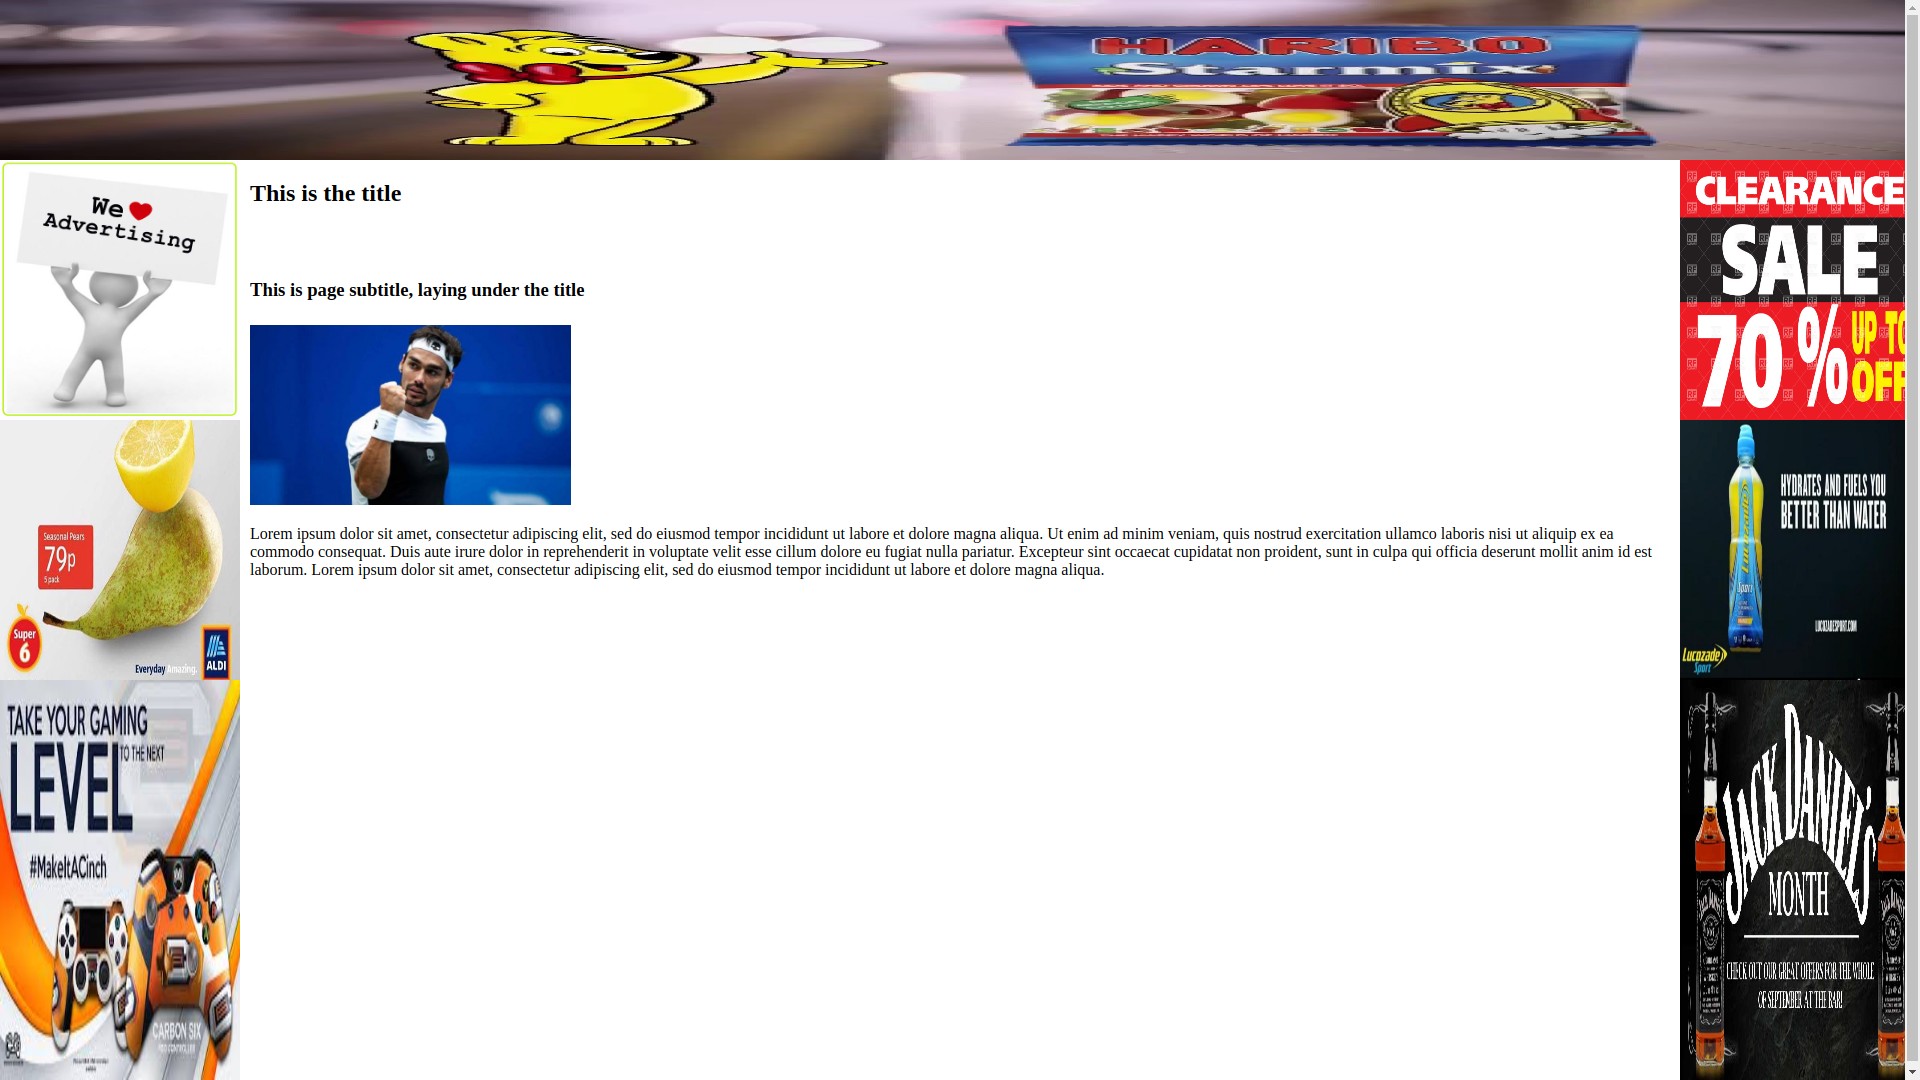 HARIBO
Starmix
We
Advertising
This is the title
This is page subtitle, laying under the title
Lorem ipsum dolor sit amet, consectetur adipiscing elit, sed do eiusmod tempor incididunt ut labore et dolore magna aliqua. Ut enim ad minim veniam, quis nostrud exercitation ullamco laboris nisi ut aliquip ex ea
commodo consequat. Duis aute irure dolor in reprehenderit in voluptate velit esse cillum dolore eu fugiat nulla pariatur. Excepteur sint occaecat cupidatat non proident, sunt in culpa qui officia deserunt mollit anim id est
laborum. Lorem ipsum dolor sit amet, consectetur adipiscing elit, sed do eiusmod tempor incididunt ut labore et dolore magna aliqua.
Seasonal Pears
79p
5 pack
Super
6
Everyday Amazing.
ALDI
TAKE YOUR GAMING
LEVEL TO THE NEXT
#MakeItACinch
CARBON SIX
CLEARANCE
SALE
70 % UP TO
OFF
HYDRATES AND FUELS YOU
BETTER THAN WATER
Lucozade
Sport
LUCOZADESPORT.COM
Lucozade
Sport
JACK DANIEL'S
MONTH
CHECK OUT OUR GREAT OFFERS FOR THE WHOLE
OF SEPTEMBER AT THE BAR!